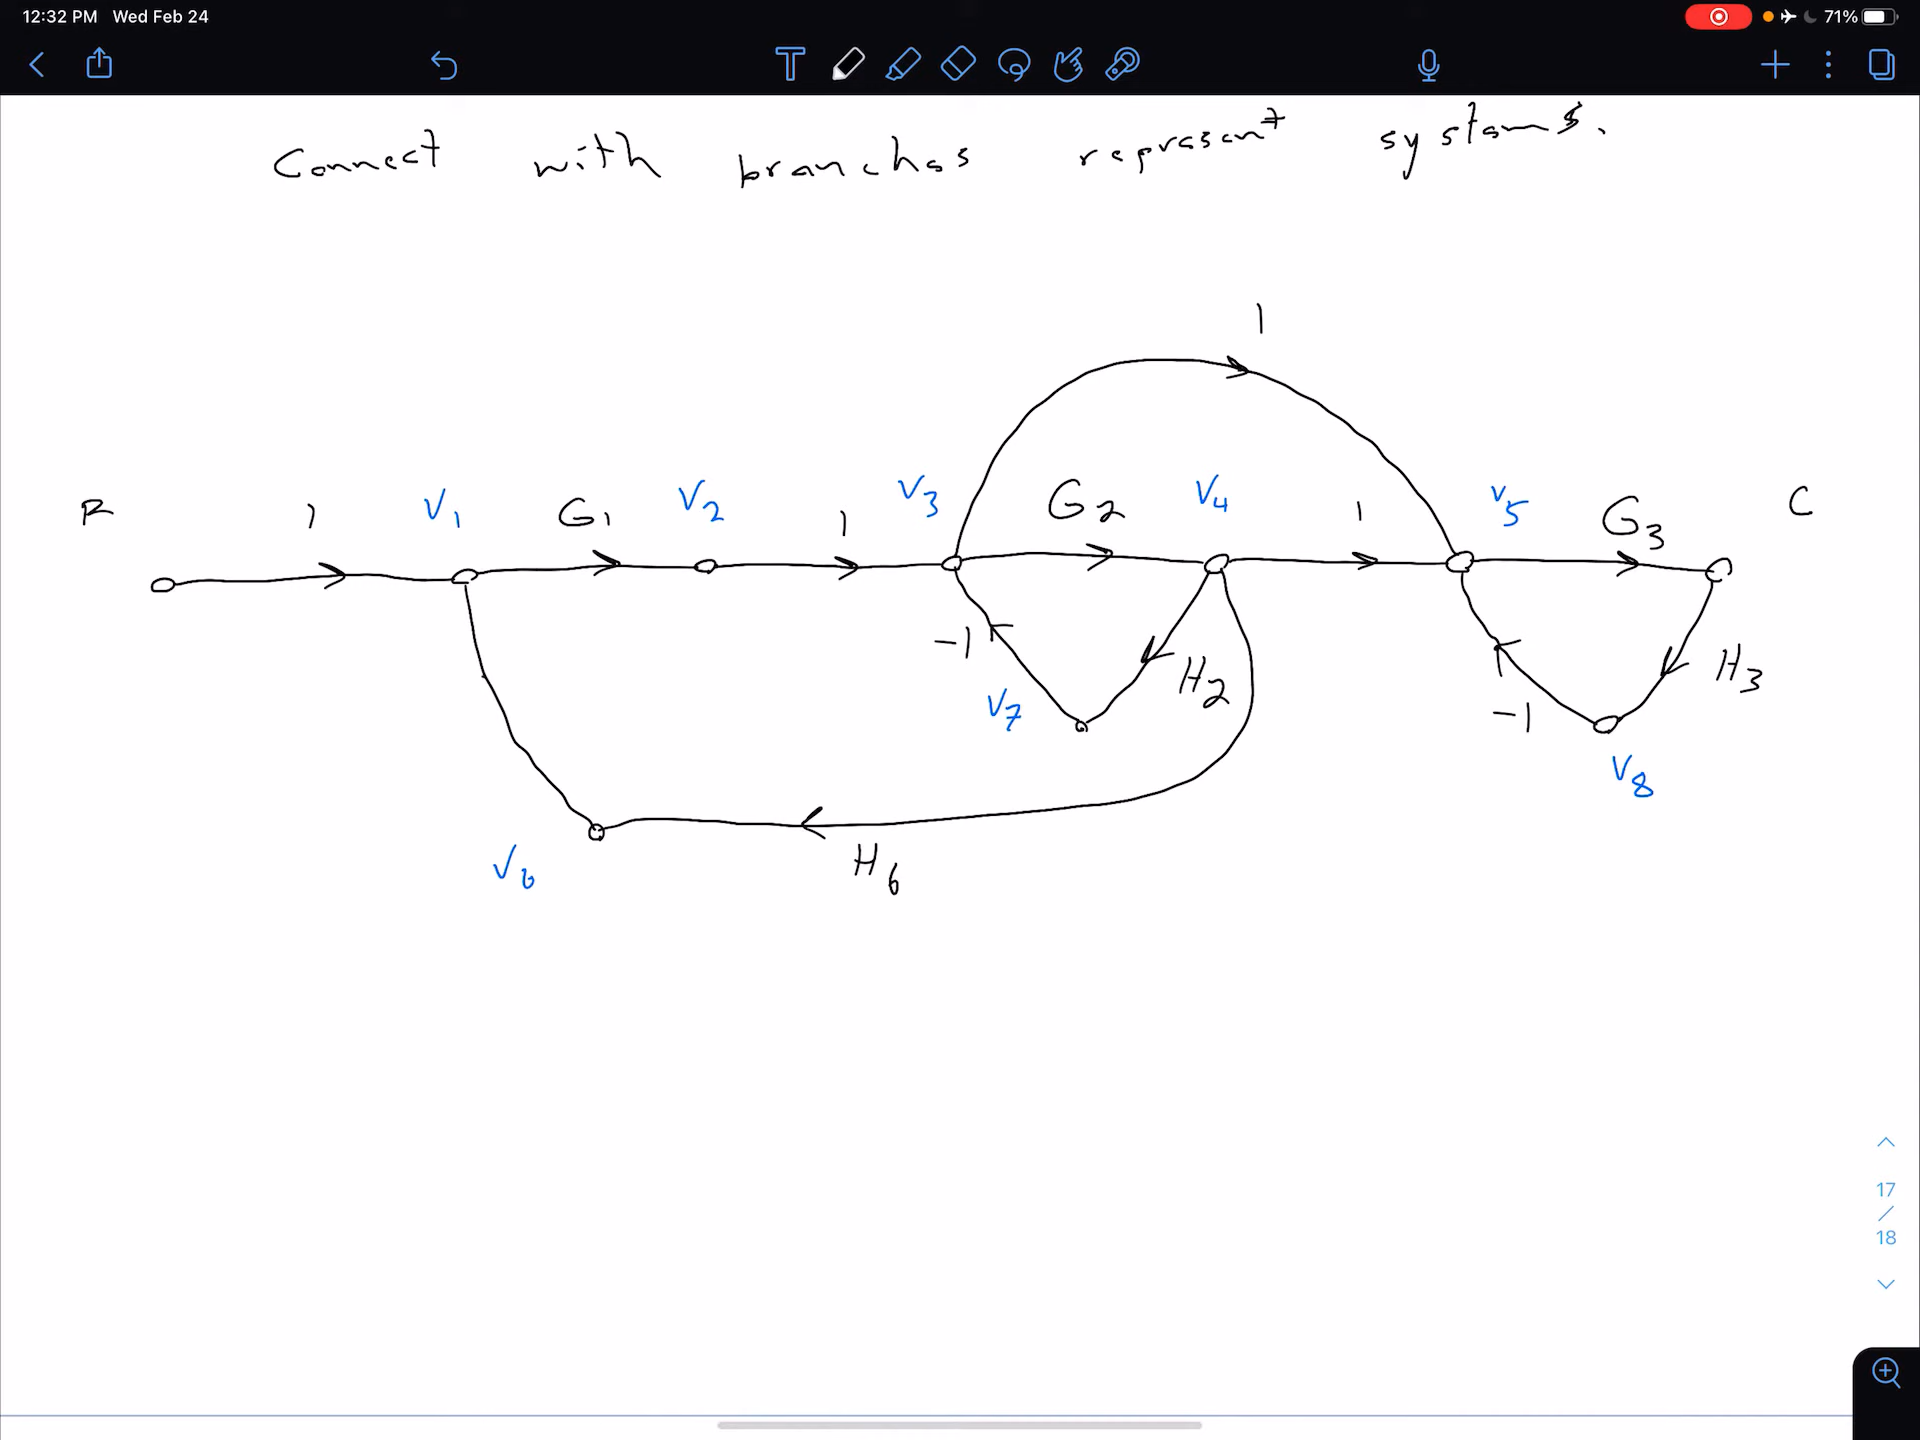 12:32 PM Wed Feb 24
71%
T
Connect with branches represent systems.
1
R 1 V1 G1 V2 1 V3 G2 V4 1 V5 G3 C
-1 H2 H3
V7 -1
V8
V6 H6
17
/
18